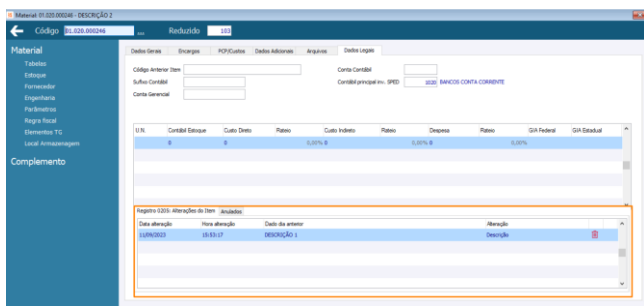 Material: 01.020.000246 - DESCRIÇÃO 2
Código 01.020.000246 ... Reduzido 103
Material
Tabelas
Estoque
Fornecedor
Engenharia
Parâmetros
Regra fiscal
Elementos TG
Local Armazenagem
Complemento
Dados Gerais Encargos PCP/Custos Dados Adicionais Arquivos Dados Legais
Código Anterior Item Conta Contábil
Sufixo Contábil Contábil principal inv. SPED 1020 BANCOS CONTA CORRENTE
Conta Gerencial
U.N Contábil Estoque Custo Direto Rateio Custo Indireto Rateio Despesa Rateio GIA Federal GIA Estadual
0 0 0,00% 0 0,00% 0 0,00%
Registro 0205: Alterações do Item Anulados
Data alteração Hora alteração Dado dia anterior Alteração
11/09/2023 15:53:17 DESCRIÇÃO 1 Descrição